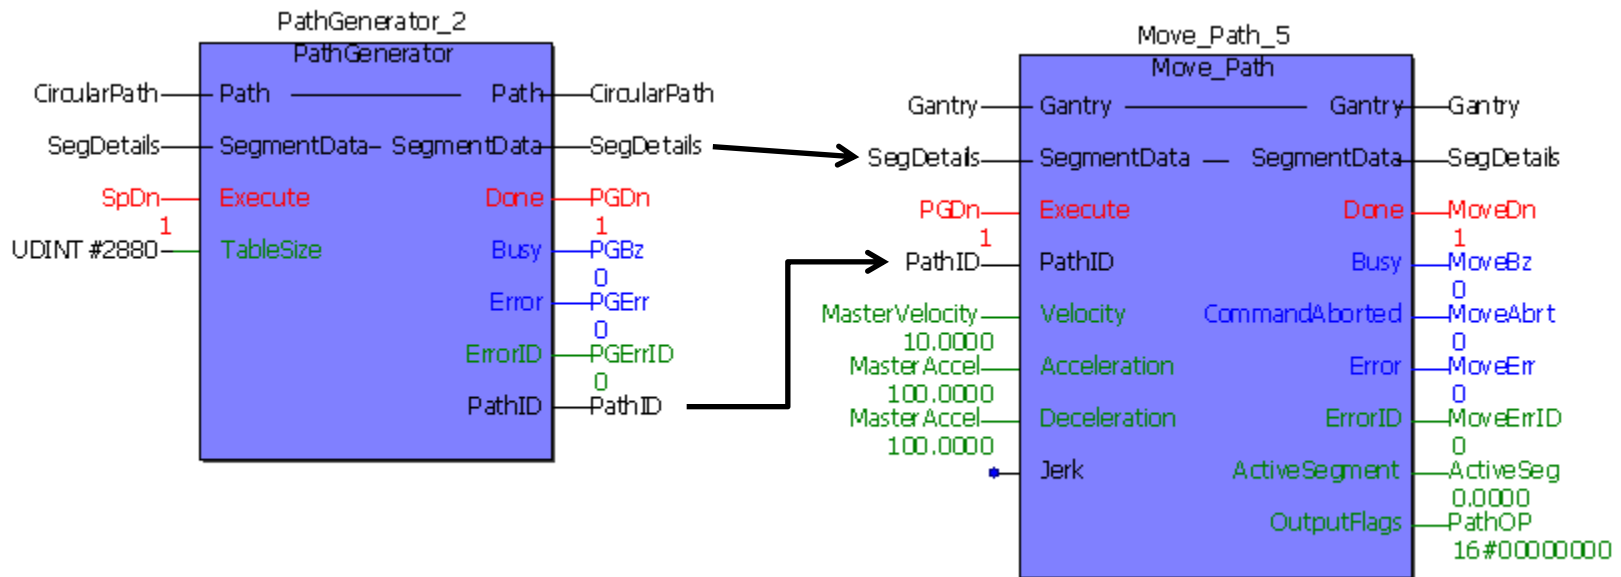 PathGenerator_2
PathGenerator
CircularPath Path Path CircularPath
SegDetails SegmentData SegmentData SegDetails
SpDn Execute Done PGDn
1 1
UDINT #2880 TableSize Busy PGBz
0
Error PGErr
0
ErrorID PGErrID
0
PathID PathID
Move_Path_5
Move_Path
Gantry Gantry Gantry Gantry
SegDetails SegmentData SegmentData SegDetails
PGDn Execute Done MoveDn
1 1
PathID PathID Busy MoveBz
0
MasterVelocity Velocity CommandAborted MoveAbrt
10.0000 0
MasterAccel Acceleration Error MoveErr
100.0000 0
MasterAccel Deceleration ErrorID MoveErrID
100.0000 0
Jerk ActiveSegment ActiveSeg
0.0000
OutputFlags PathOP
16#00000000